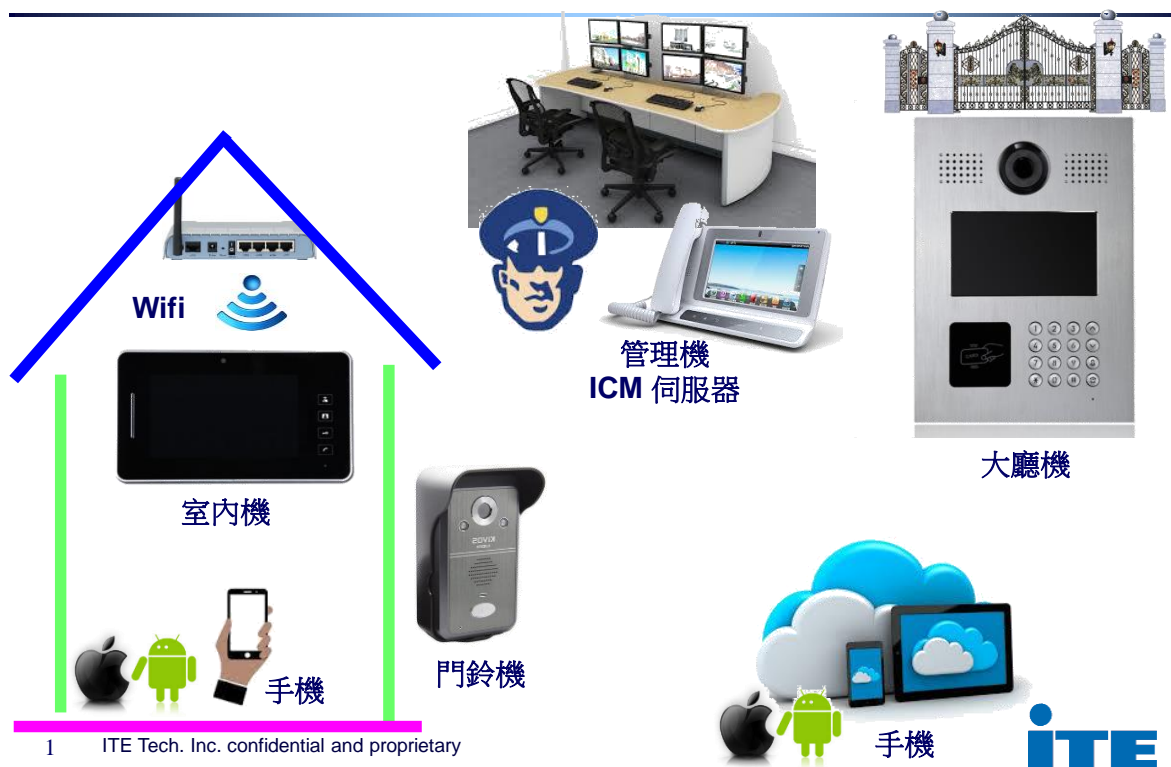 Wifi
管理機
ICM 伺服器
大廳機
室內機
門鈴機
手機
手機
1 ITE Tech. Inc. confidential and proprietary
iTE